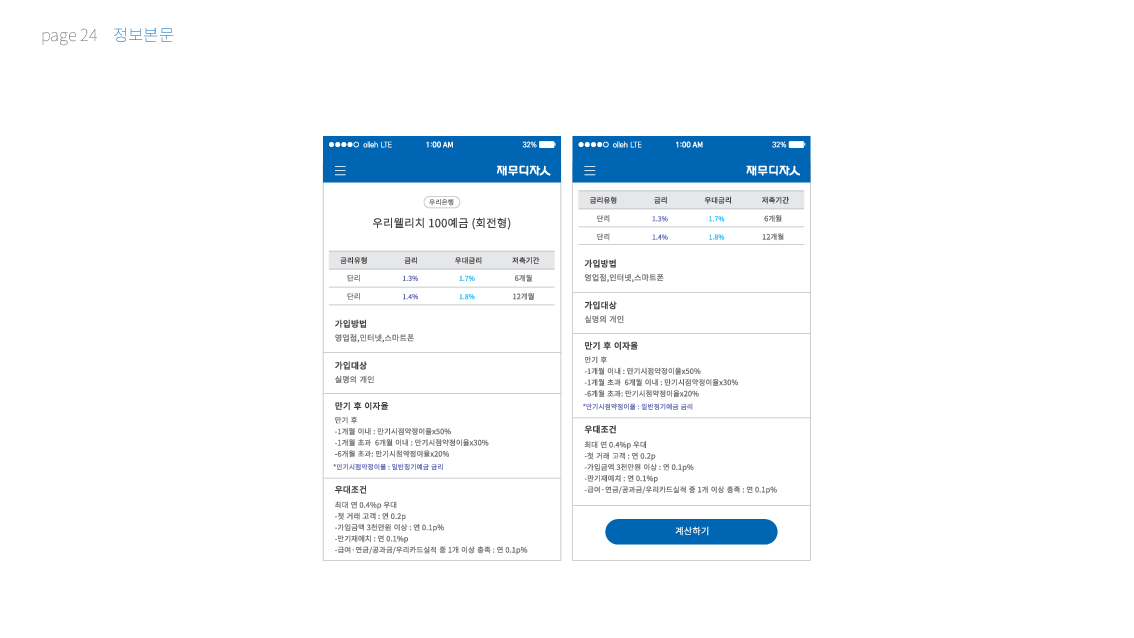 page 24 정보본문
olleh LTE 1:00 AM 32%
재무디자人
우리은행
우리웰리치 100예금 (회전형)
금리유형 금리 우대금리 저축기간
단리 1.3% 1.7% 6개월
단리 1.4% 1.8% 12개월
가입방법
영업점,인터넷,스마트폰
가입대상
실명의 개인
만기 후 이자율
만기 후
-1개월 이내 : 만기시점약정이율x50%
-1개월 초과 6개월 이내 : 만기시점약정이율x30%
-6개월 초과: 만기시점약정이율x20%
*만기시점약정이율 : 일반정기예금 금리
우대조건
최대 연 0.4%p 우대
-첫 거래 고객 : 연 0.2p
-가입금액 3천만원 이상 : 연 0.1p%
-만기재예치 : 연 0.1%p
-급여·연금/공과금/우리카드실적 중 1개 이상 충족 : 연 0.1p%
olleh LTE 1:00 AM 32%
재무디자人
금리유형 금리 우대금리 저축기간
단리 1.3% 1.7% 6개월
단리 1.4% 1.8% 12개월
가입방법
영업점,인터넷,스마트폰
가입대상
실명의 개인
만기 후 이자율
만기 후
-1개월 이내 : 만기시점약정이율x50%
-1개월 초과 6개월 이내 : 만기시점약정이율x30%
-6개월 초과: 만기시점약정이율x20%
*만기시점약정이율 : 일반정기예금 금리
우대조건
최대 연 0.4%p 우대
-첫 거래 고객 : 연 0.2p
-가입금액 3천만원 이상 : 연 0.1p%
-만기재예치 : 연 0.1%p
-급여·연금/공과금/우리카드실적 중 1개 이상 충족 : 연 0.1p%
계산하기